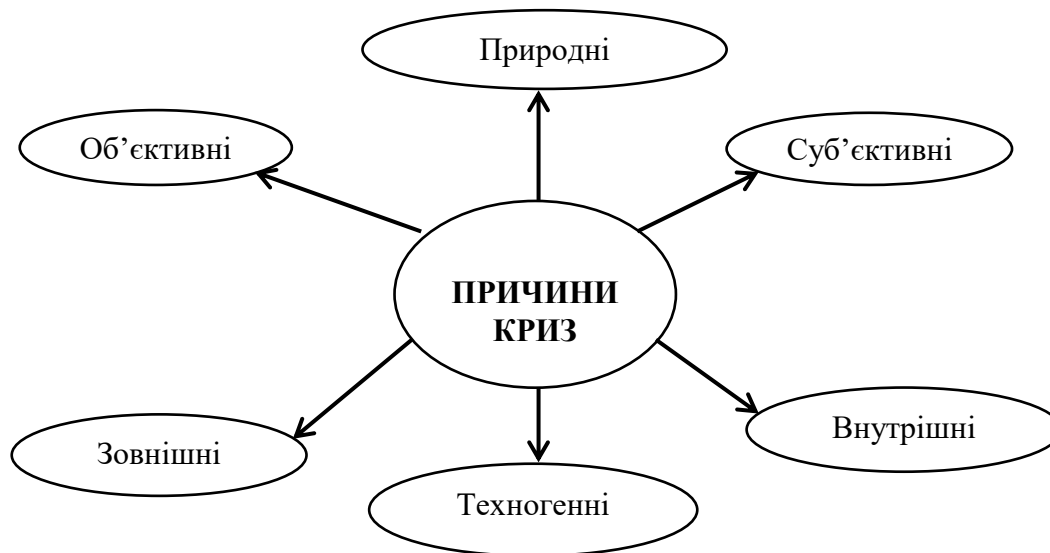 Природні
Об’єктивні
Суб’єктивні
ПРИЧИНИ
КРИЗ
Зовнішні
Внутрішні
Техногенні